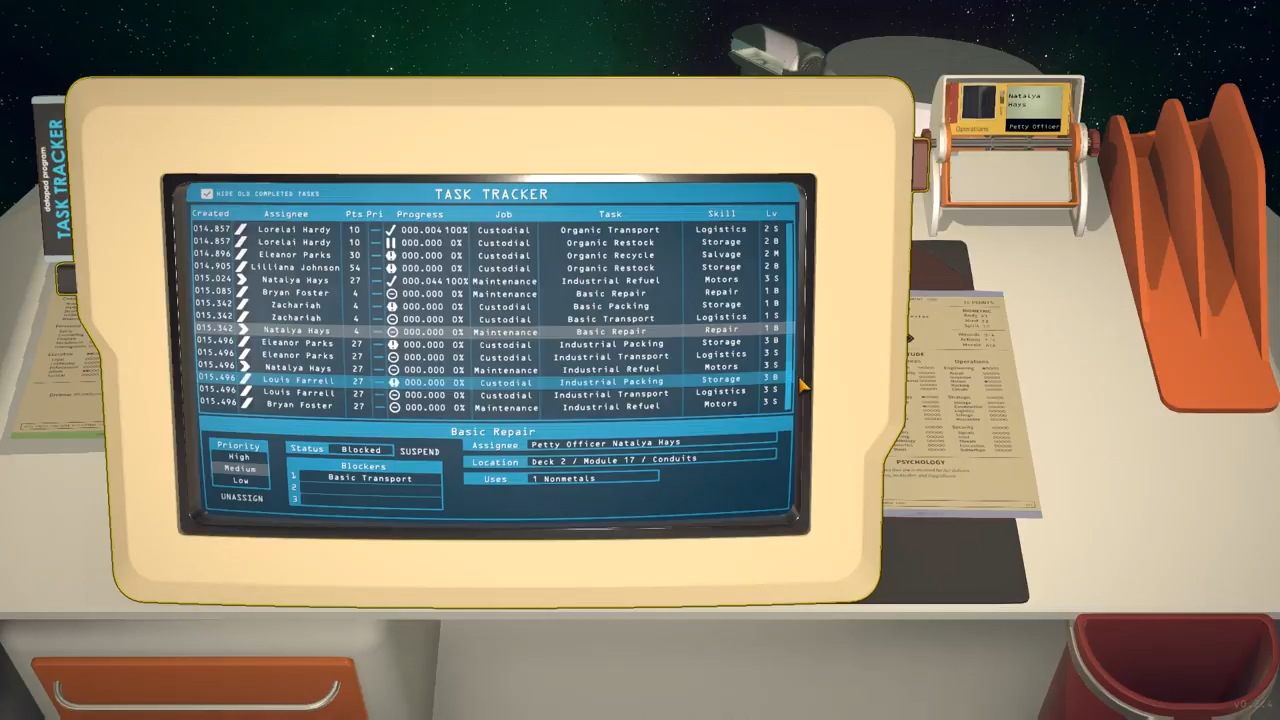 Natalya
Hays
Operations
Petty Officer
datapad program
TASK TRACKER
HIDE OLD COMPLETED TASKS
TASK TRACKER
Created Assignee Pts Pri Progress Job Task Skill Lv
014.857 Lorelai Hardy 10 — 000.004 100% Custodial Organic Transport Logistics 2 S
014.857 Lorelai Hardy 10 — 000.000 0% Custodial Organic Restock Storage 2 B
014.896 Eleanor Parks 30 — 000.000 0% Custodial Organic Recycle Salvage 2 M
014.905 Lilliana Johnson 54 — 000.000 0% Custodial Organic Restock Storage 2 B
015.024 Natalya Hays 27 — 000.044 100% Maintenance Industrial Refuel Motors 3 S
015.085 Bryan Foster 4 — 000.000 0% Maintenance Basic Repair Repair 1 B
015.342 Zachariah 4 — 000.000 0% Custodial Basic Packing Storage 1 B
015.342 Zachariah 4 — 000.000 0% Custodial Basic Transport Logistics 1 S
015.342 Natalya Hays 4 — 000.000 0% Maintenance Basic Repair Repair 1 B
015.496 Eleanor Parks 27 — 000.000 0% Custodial Industrial Packing Storage 3 B
015.496 Eleanor Parks 27 — 000.000 0% Custodial Industrial Transport Logistics 3 S
015.496 Natalya Hays 27 — 000.000 0% Maintenance Industrial Refuel Motors 3 S
015.496 Louis Farrell 27 — 000.000 0% Custodial Industrial Packing Storage 3 B
015.496 Louis Farrell 27 — 000.000 0% Custodial Industrial Transport Logistics 3 S
015.496 Bryan Foster 27 — 000.000 0% Maintenance Industrial Refuel Motors 3 S
Basic Repair
Priority
High
Medium
Low
UNASSIGN
Status Blocked SUSPEND
Blockers
1 Basic Transport
2
3
Assignee Petty Officer Natalya Hays
Location Deck 2 / Module 17 / Conduits
Uses 1 Nonmetals
BIOMETRIC
Operations
PSYCHOLOGY